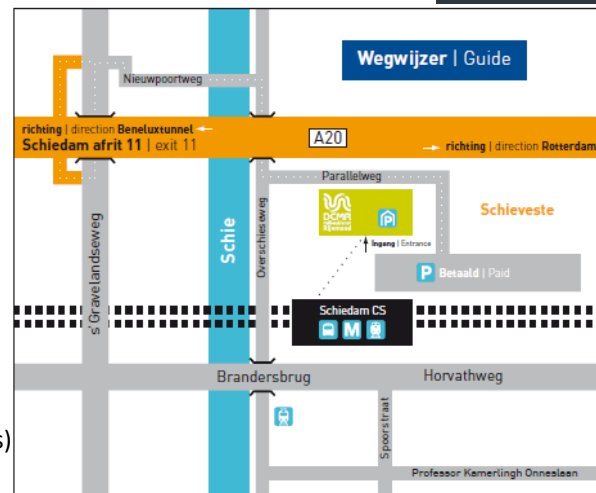 Wegwijzer | Guide
Nieuwpoortweg
richting | direction Beneluxtunnel
Schiedam afrit 11 | exit 11
A20
richting | direction Rotterdam
Parallelweg
DCMR
P
Schieveste
Ingang | Entrance
s' Gravelandseweg
Schie
Overschieseweg
P Betaald | Paid
Schiedam CS
M
Brandersbrug
Horvathweg
s)
Spoorstraat
Professor Kamerlingh Onneslaan